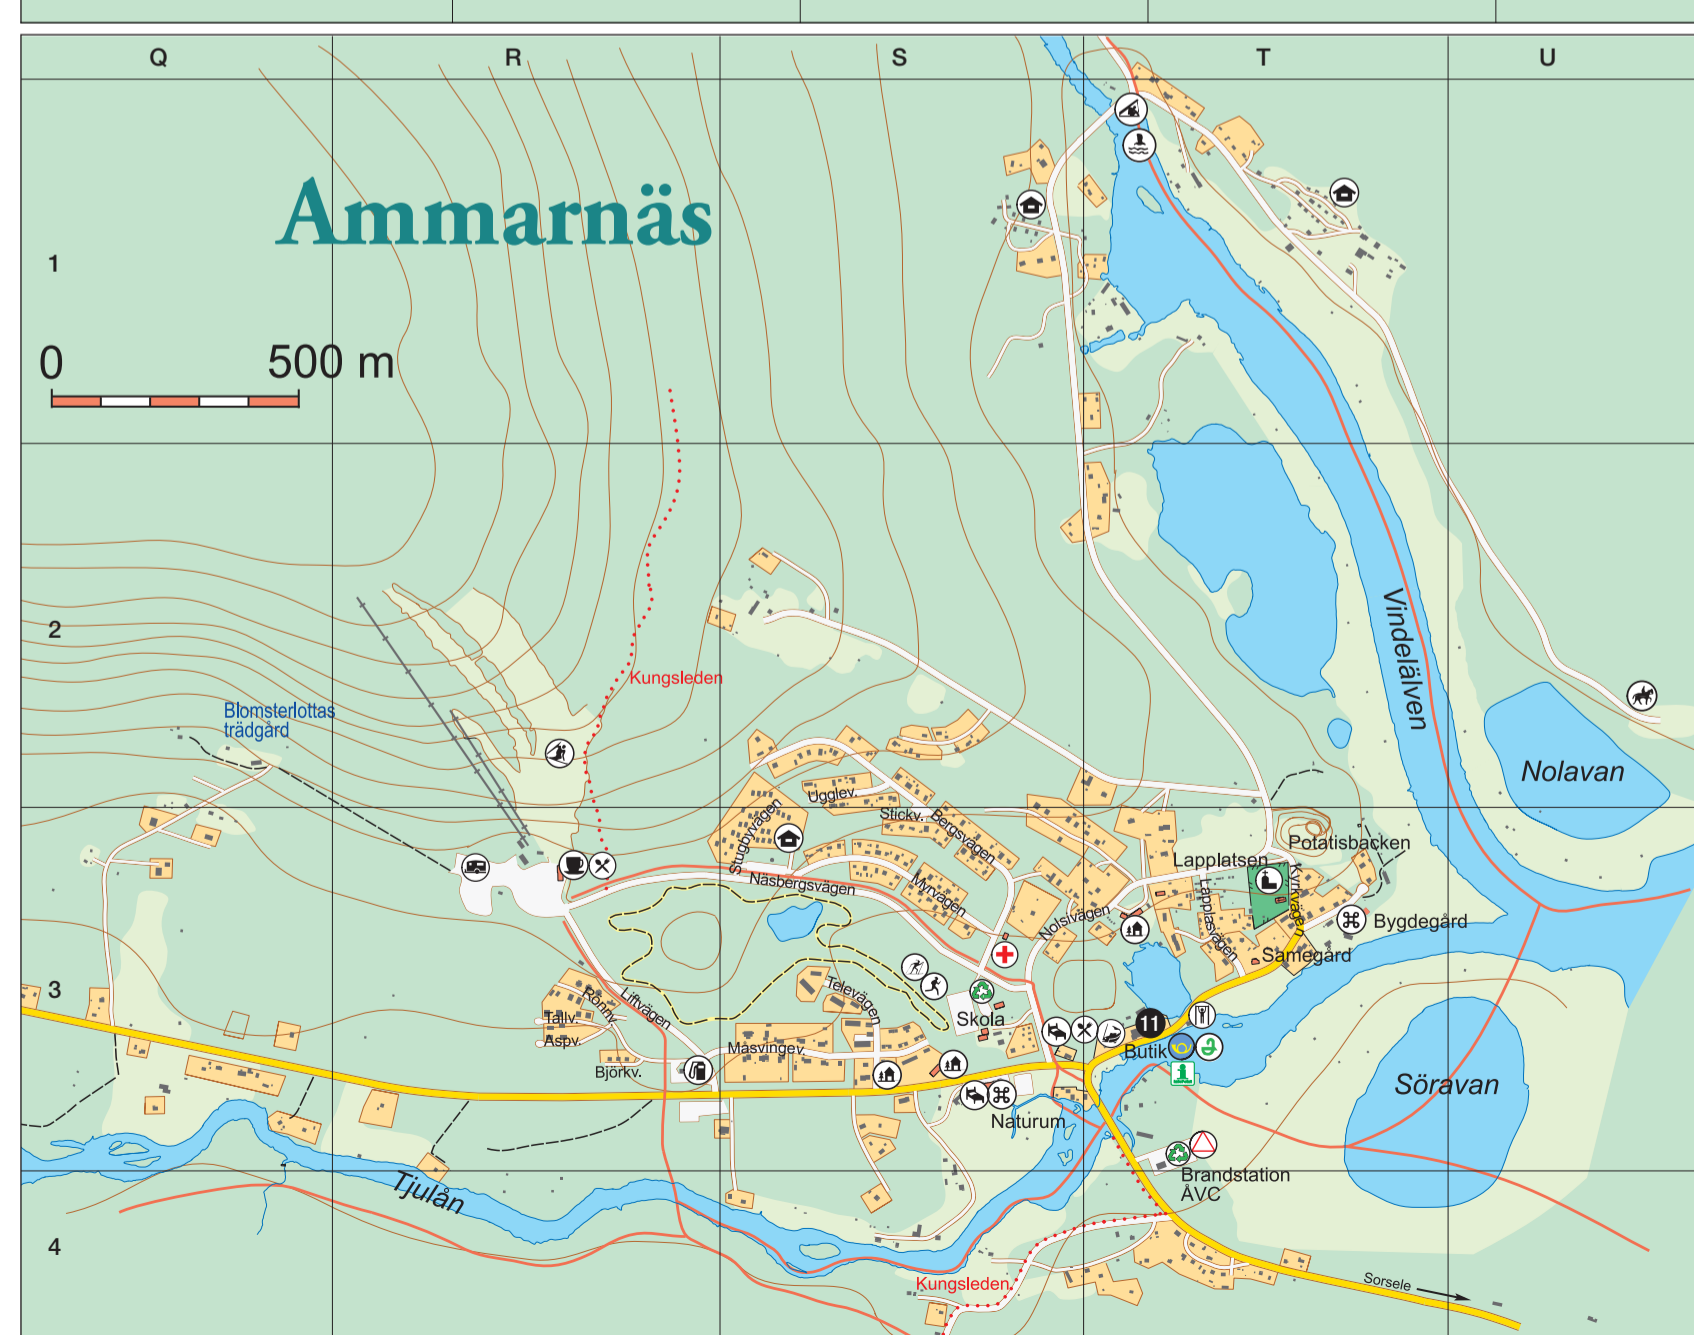 Q R S T U
Ammarnäs
1
0 500 m
2
Vindelälven
Kungsleden
Blomsterlottas
trädgård
Nolavan
Ugglev.
Stugbyvägen
Stickv.
Bergsvägen
Potatisbacken
Lapplatsen
Näsbergsvägen
Myrvägen
Kyrkvägen
Lapplasvägen
Nolsivägen
Bygdegård
Samegård
3
Televägen
Rönnv.
Liftvägen
Skola
Tallv.
11
Aspv.
Måsvingev.
Butik
Björkv.
Söravan
Naturum
Brandstation
ÅVC
Tjulån
4
Kungsleden
Sorsele